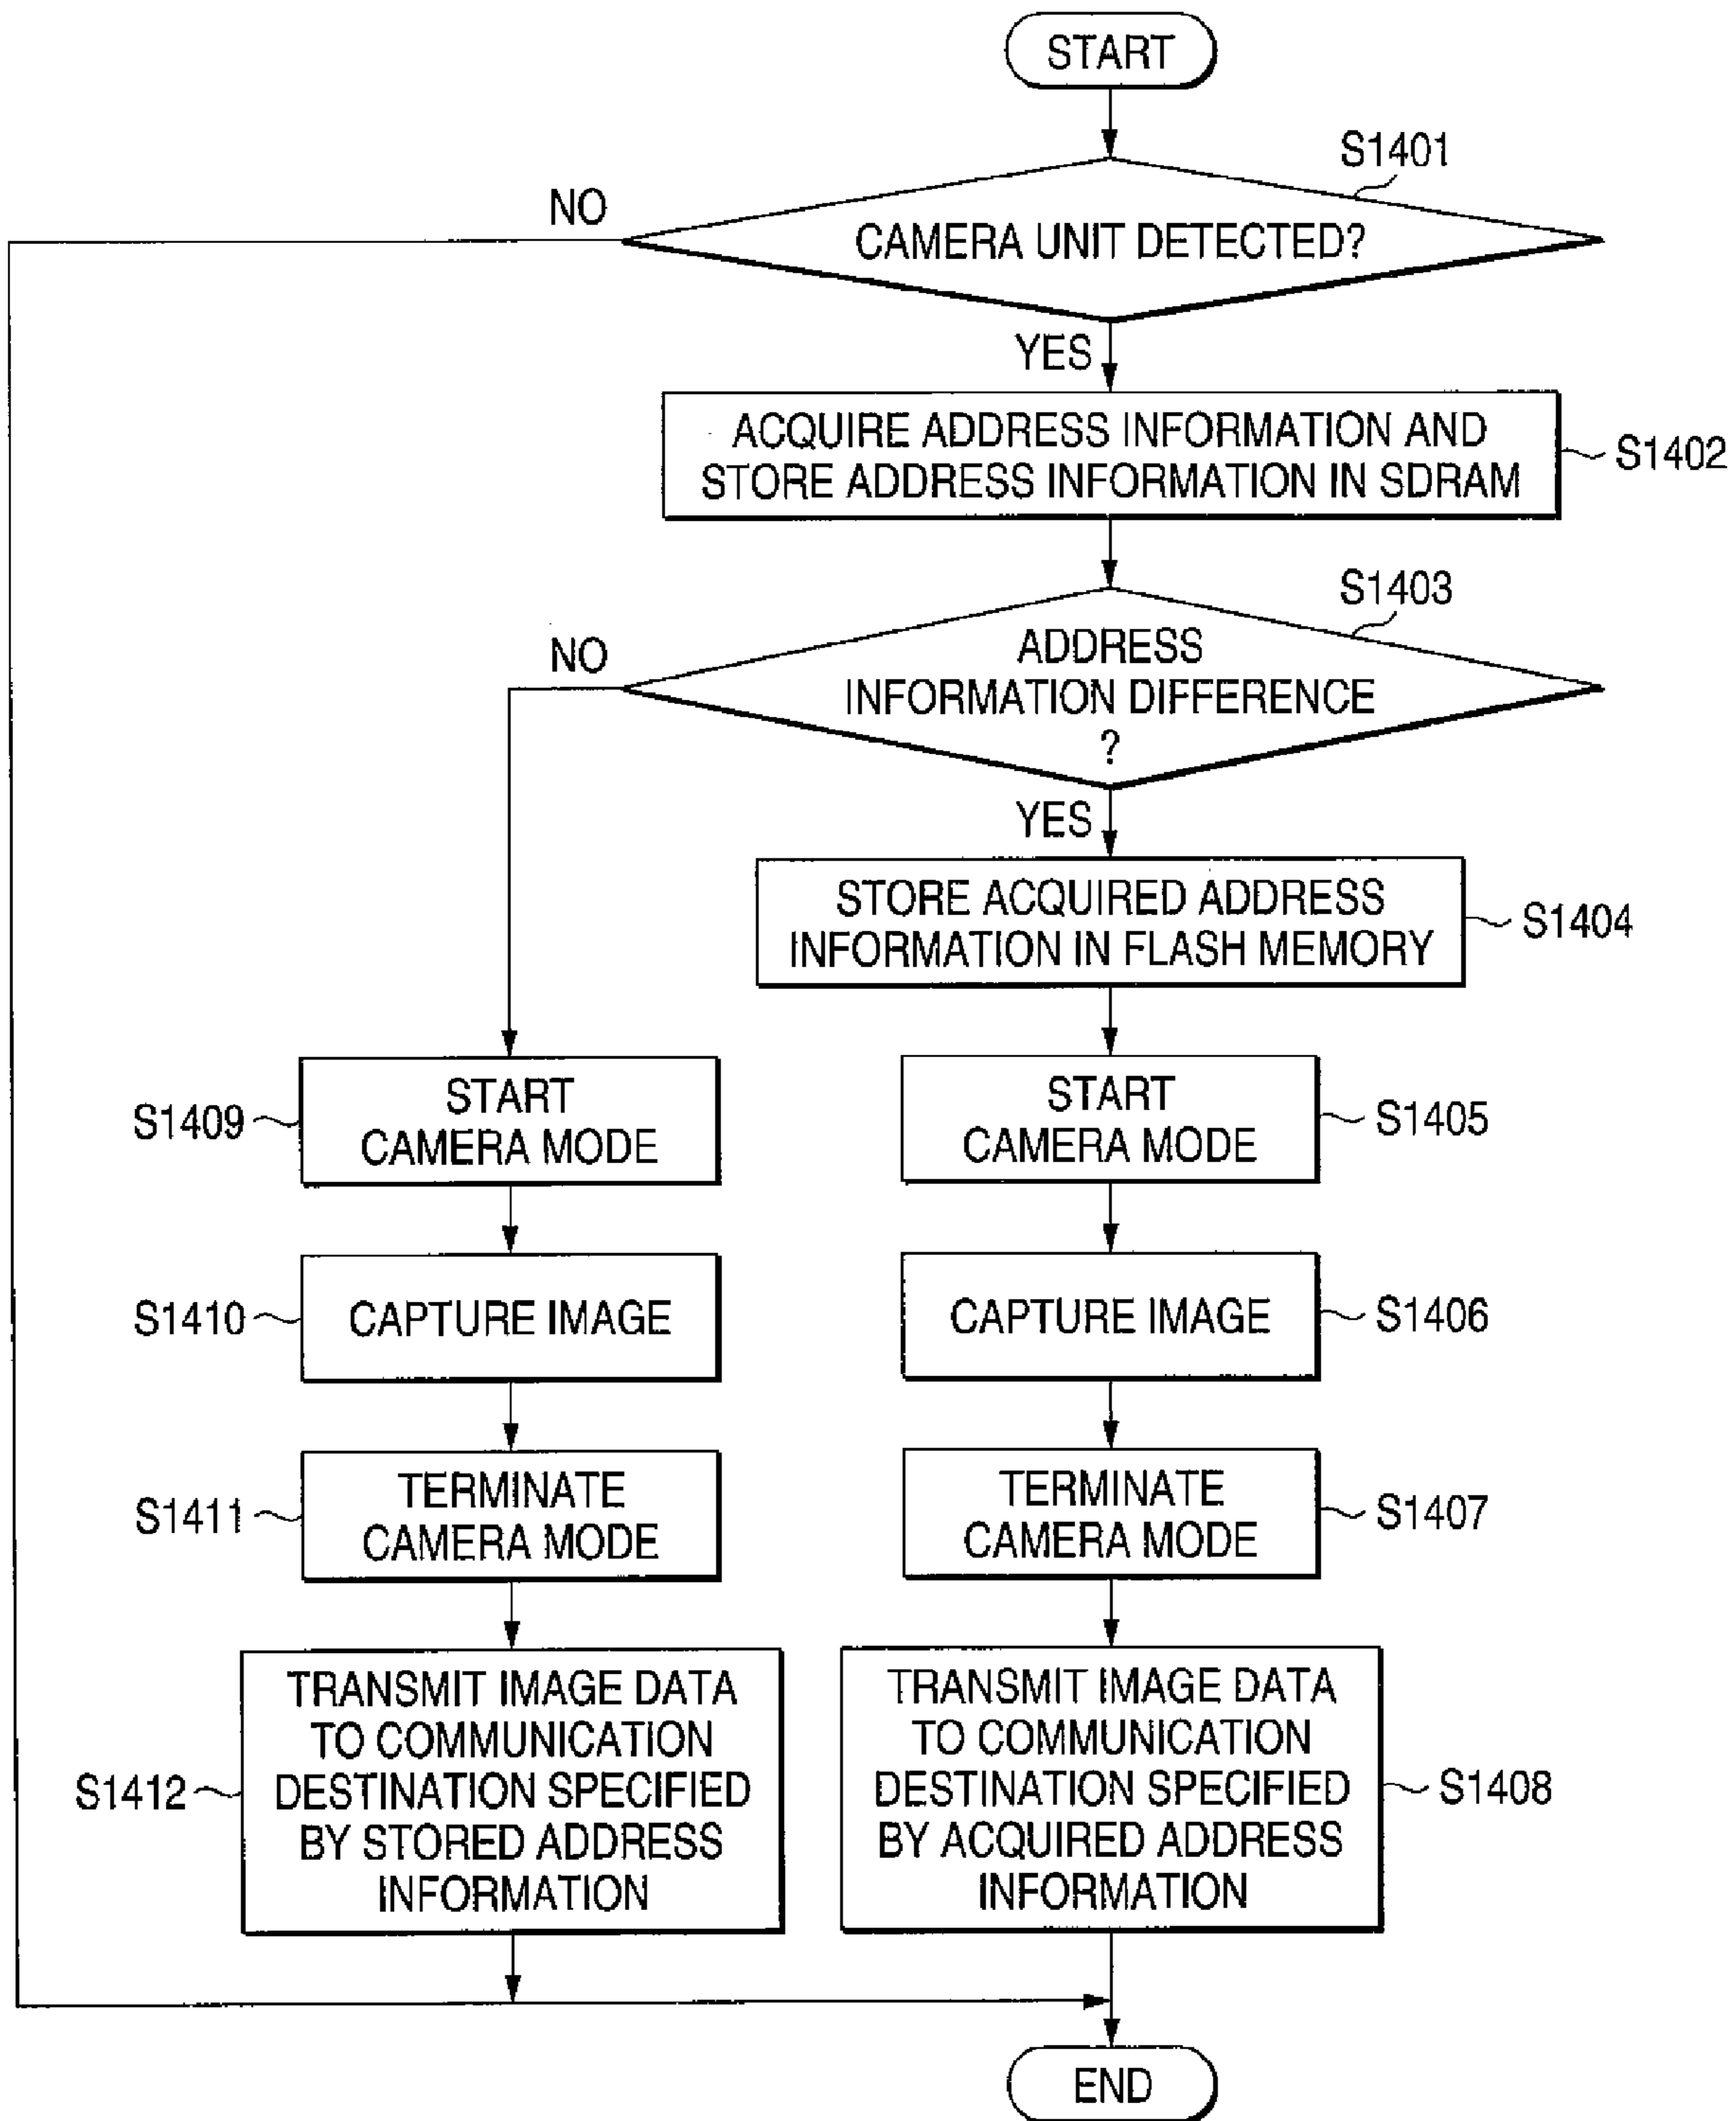 START
S1401
NO
CAMERA UNIT DETECTED?
YES
ACQUIRE ADDRESS INFORMATION AND
STORE ADDRESS INFORMATION IN SDRAM
S1402
S1403
NO
ADDRESS
INFORMATION DIFFERENCE
?
YES
STORE ACQUIRED ADDRESS
INFORMATION IN FLASH MEMORY
S1404
S1409
START
CAMERA MODE
START
CAMERA MODE
S1405
S1410
CAPTURE IMAGE
CAPTURE IMAGE
S1406
S1411
TERMINATE
CAMERA MODE
TERMINATE
CAMERA MODE
S1407
S1412
TRANSMIT IMAGE DATA
TO COMMUNICATION
DESTINATION SPECIFIED
BY STORED ADDRESS
INFORMATION
TRANSMIT IMAGE DATA
TO COMMUNICATION
DESTINATION SPECIFIED
BY ACQUIRED ADDRESS
INFORMATION
S1408
END